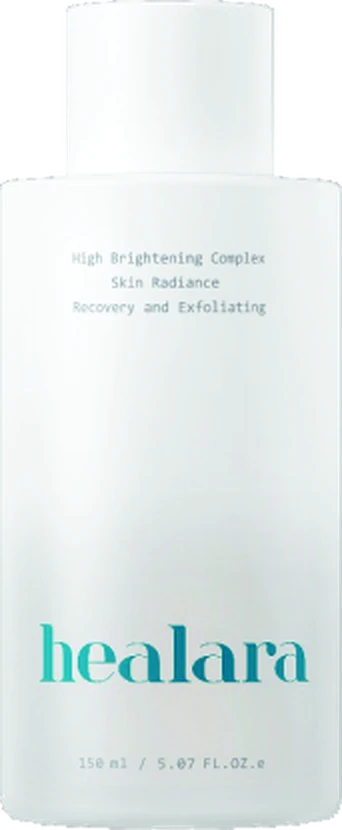 High Brightening Complex
Skin Radiance
Recovery and Exfoliating
healara
150 ml / 5.07 FL.OZ.e